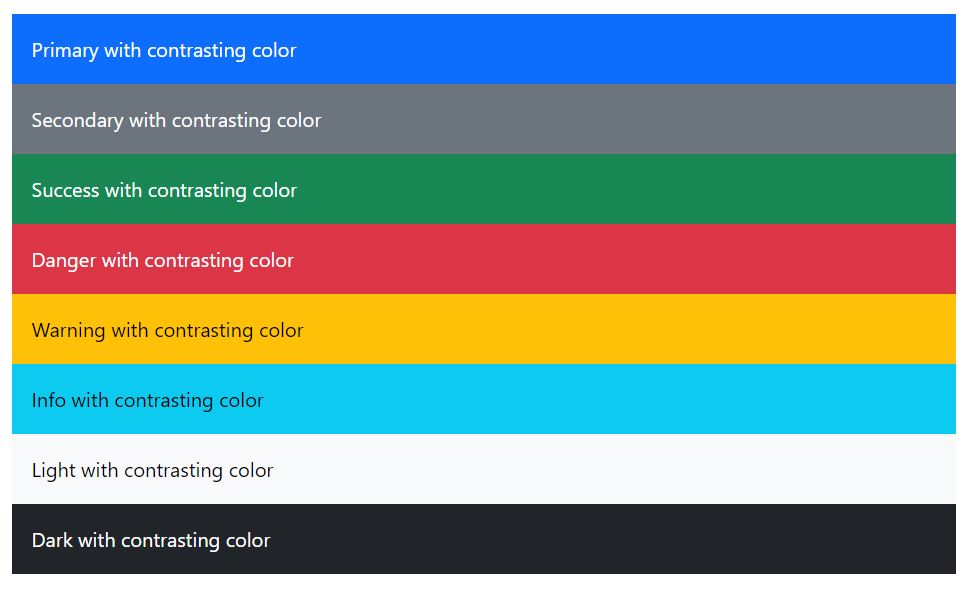 Primary with contrasting color
Secondary with contrasting color
Success with contrasting color
Danger with contrasting color
Warning with contrasting color
Info with contrasting color
Light with contrasting color
Dark with contrasting color